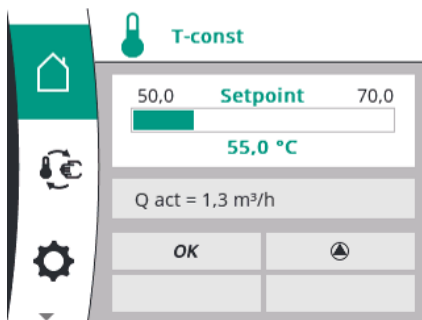 T-const
50,0 Setpoint 70,0
55,0 °C
Q act = 1,3 m³/h
OK